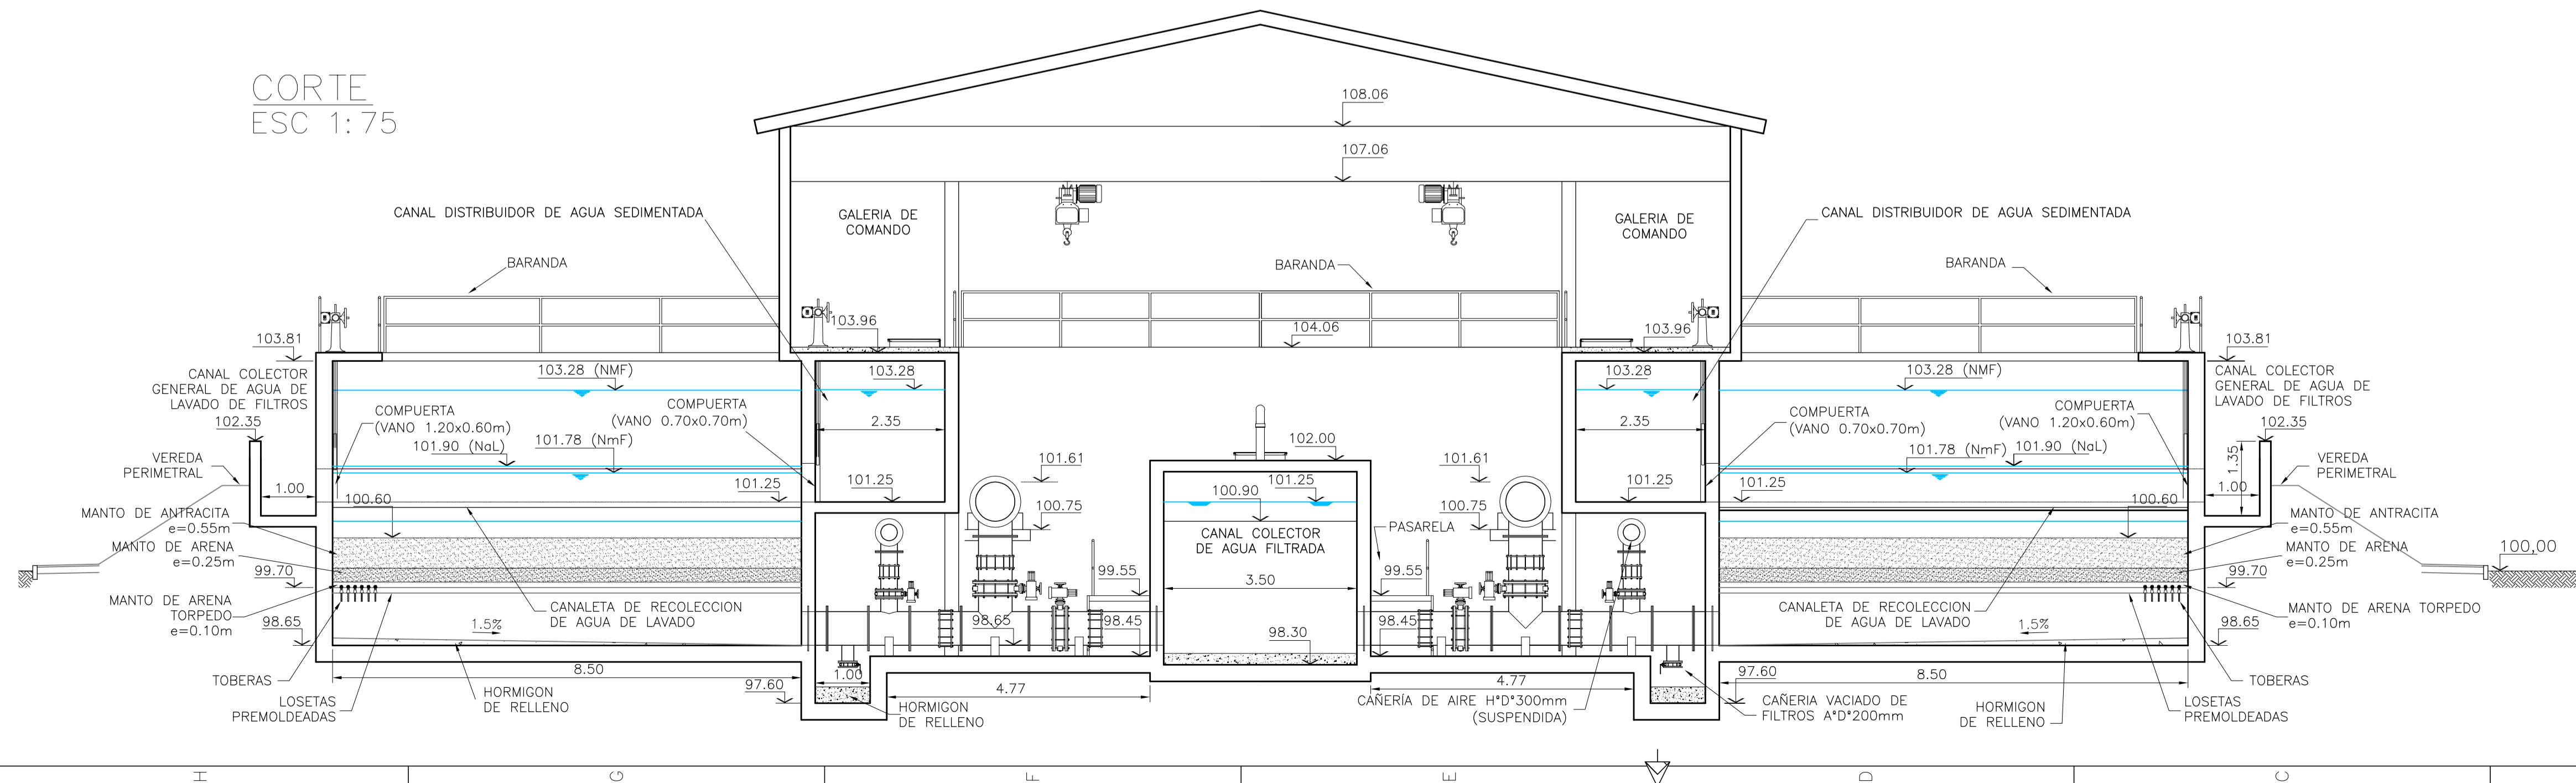 CORTE
ESC 1:75
108.06
107.06
CANAL DISTRIBUIDOR DE AGUA SEDIMENTADA
GALERIA DE
COMANDO
GALERIA DE
COMANDO
CANAL DISTRIBUIDOR DE AGUA SEDIMENTADA
BARANDA
BARANDA
BARANDA
103.81
103.96
104.06
103.96
103.81
CANAL COLECTOR
GENERAL DE AGUA DE
LAVADO DE FILTROS
103.28 (NMF)
103.28
103.28
103.28 (NMF)
CANAL COLECTOR
GENERAL DE AGUA DE
LAVADO DE FILTROS
102.35
COMPUERTA
(VANO 1.20x0.60m)
COMPUERTA
(VANO 0.70x0.70m)
2.35
2.35
COMPUERTA
(VANO 0.70x0.70m)
COMPUERTA
(VANO 1.20x0.60m)
102.35
101.90 (NaL)
101.78 (NmF)
102.00
101.78 (NmF)
101.90 (NaL)
VEREDA
PERIMETRAL
101.61
101.61
1.35
VEREDA
PERIMETRAL
1.00
101.25
101.25
100.90
101.25
101.25
101.25
1.00
100.60
100.75
100.75
100.60
MANTO DE ANTRACITA
e=0.55m
CANAL COLECTOR
DE AGUA FILTRADA
PASARELA
MANTO DE ANTRACITA
e=0.55m
MANTO DE ARENA
e=0.25m
MANTO DE ARENA
e=0.25m
100,00
99.70
99.55
3.50
99.55
99.70
MANTO DE ARENA
TORPEDO
e=0.10m
CANALETA DE RECOLECCION
DE AGUA DE LAVADO
CANALETA DE RECOLECCION
DE AGUA DE LAVADO
MANTO DE ARENA TORPEDO
e=0.10m
98.65
1.5%
98.65
98.45
98.30
98.45
1.5%
98.65
TOBERAS
8.50
1.00
4.77
4.77
8.50
TOBERAS
LOSETAS
PREMOLDEADAS
HORMIGON
DE RELLENO
97.60
HORMIGON
DE RELLENO
CAÑERÍA DE AIRE H°D°300mm
(SUSPENDIDA)
97.60
CAÑERIA VACIADO DE
FILTROS A°D°200mm
HORMIGON
DE RELLENO
LOSETAS
PREMOLDEADAS
H
G
F
E
D
C